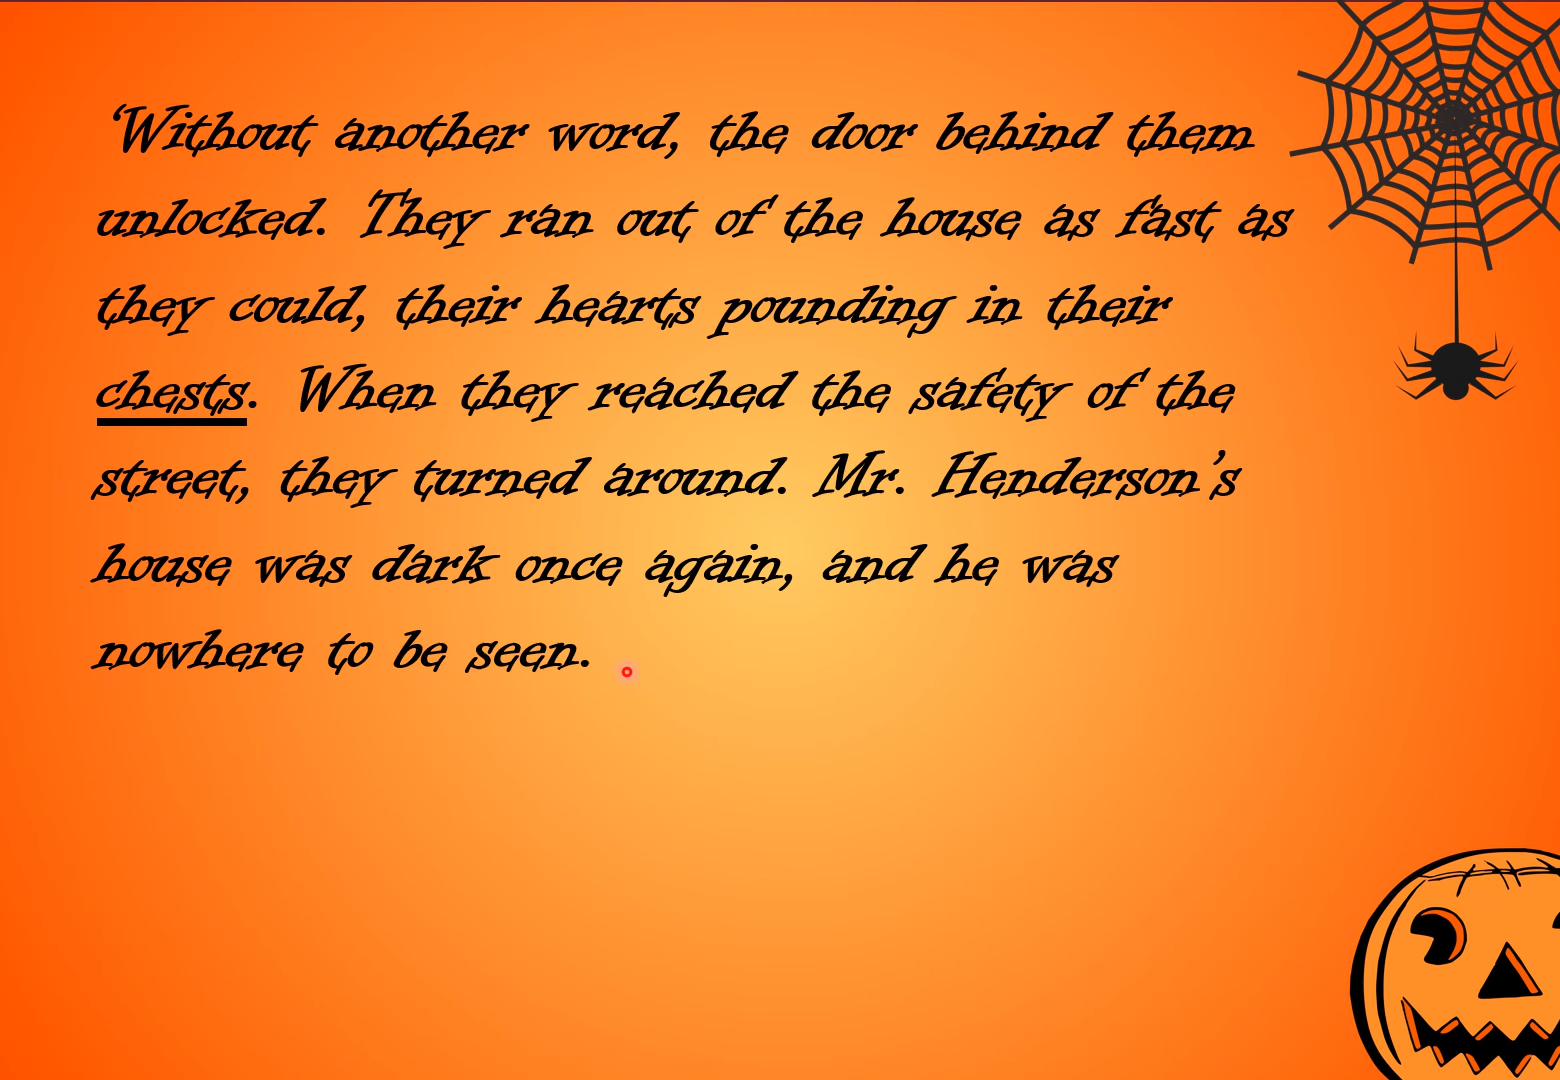 ‘Without another word, the door behind them
unlocked. They ran out of the house as fast as
they could, their hearts pounding in their
chests. When they reached the safety of the
street, they turned around. Mr. Henderson’s
house was dark once again, and he was
nowhere to be seen.